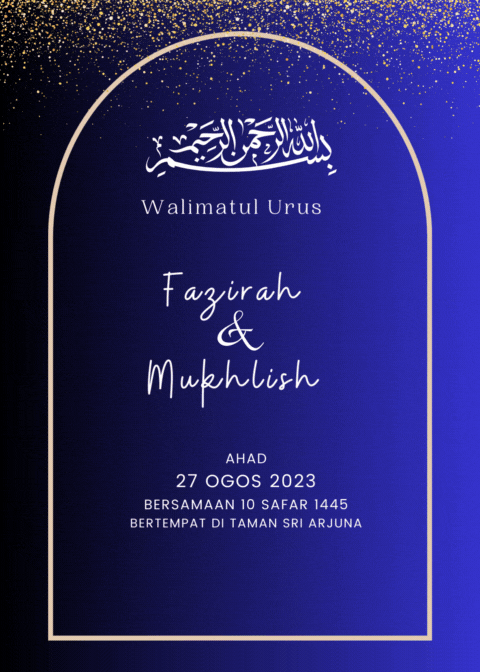 بسم الله الرحمن الرحيم
Walimatul Urus
Fazirah
&
Mukhlish
AHAD
27 OGOS 2023
BERSAMAAN 10 SAFAR 1445
BERTEMPAT DI TAMAN SRI ARJUNA